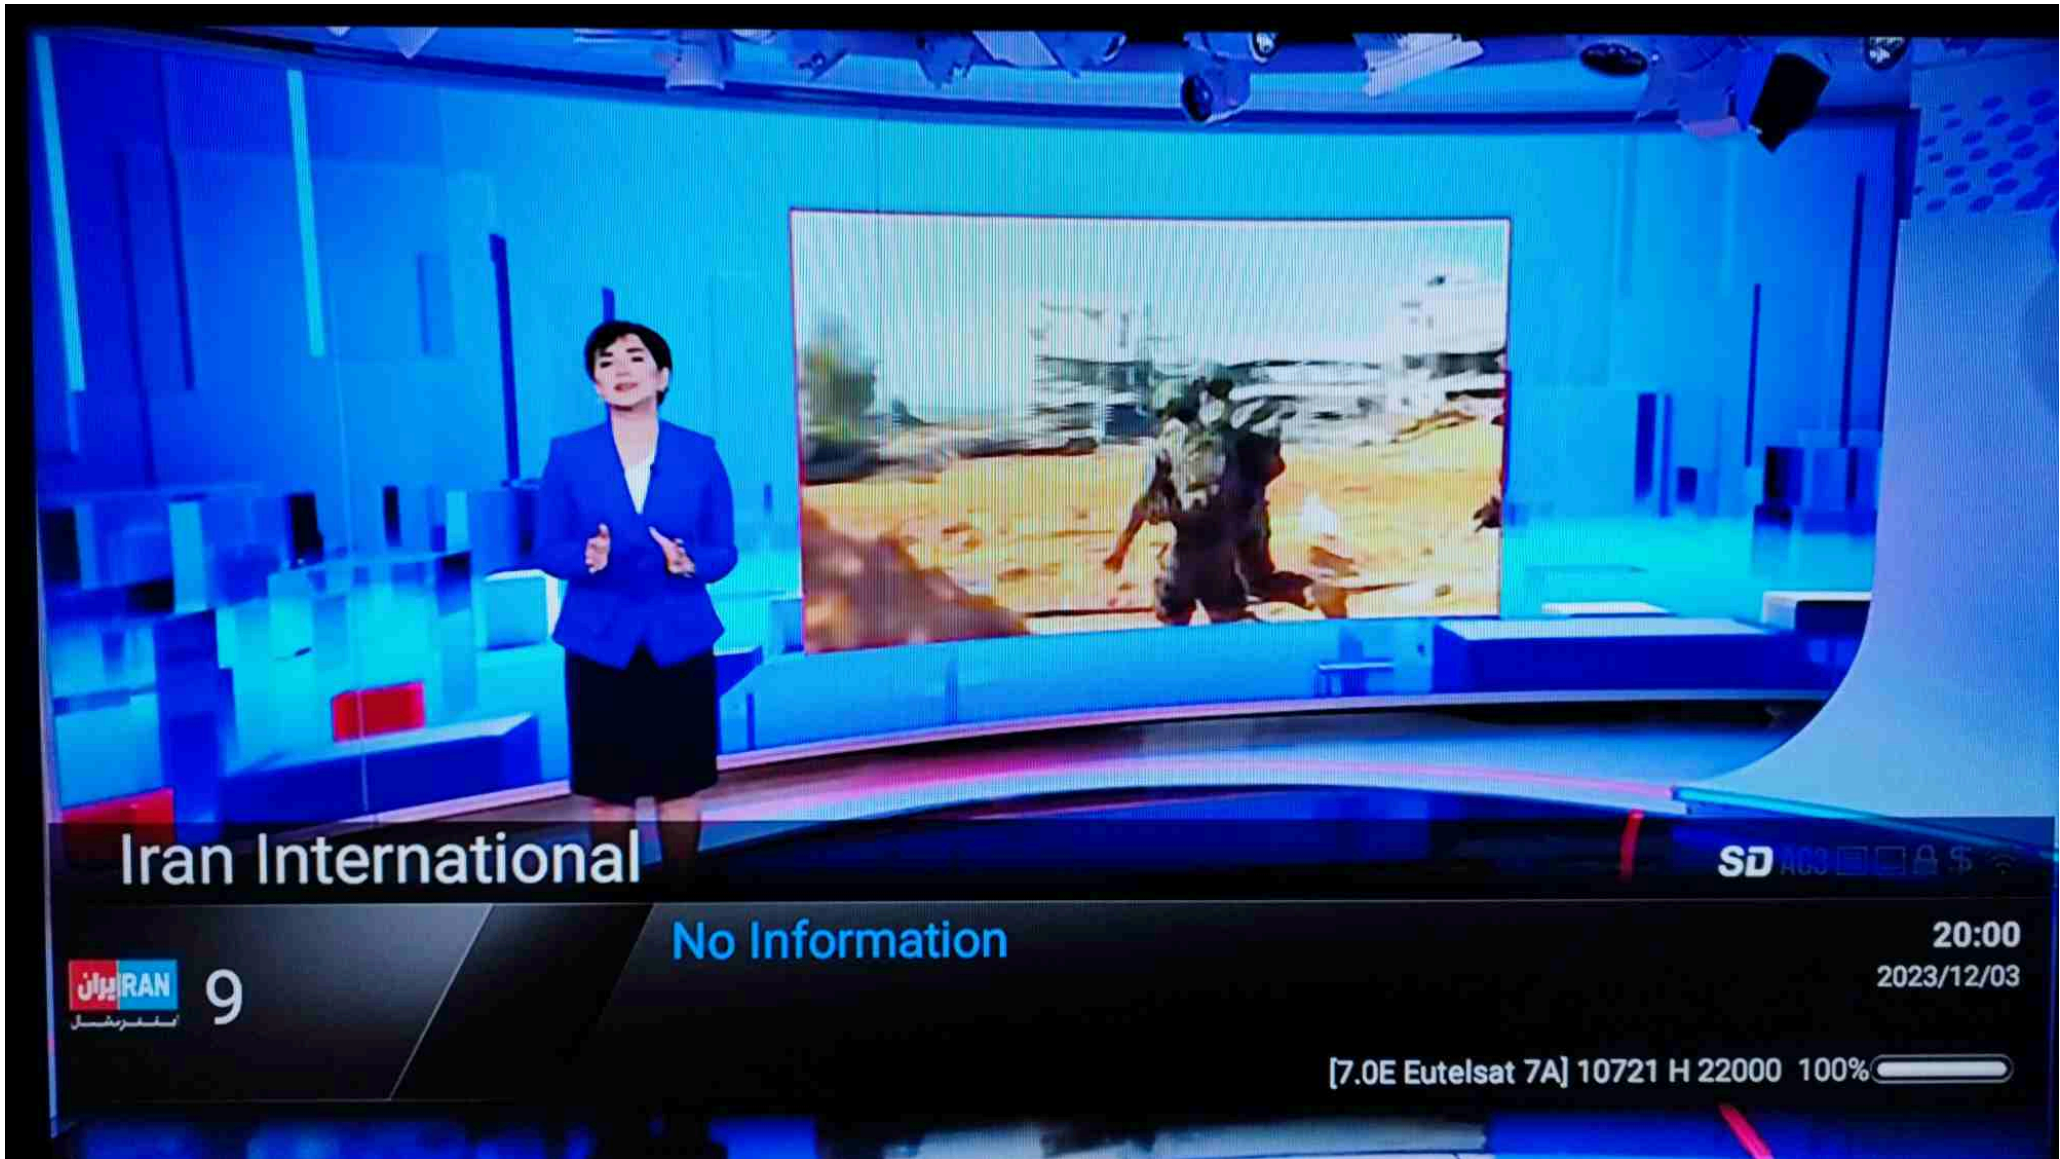 Iran International
SD AC3 $
No Information
20:00
ایران IRAN
اینترنشنال
9
2023/12/03
[7.0E Eutelsat 7A] 10721 H 22000 100%